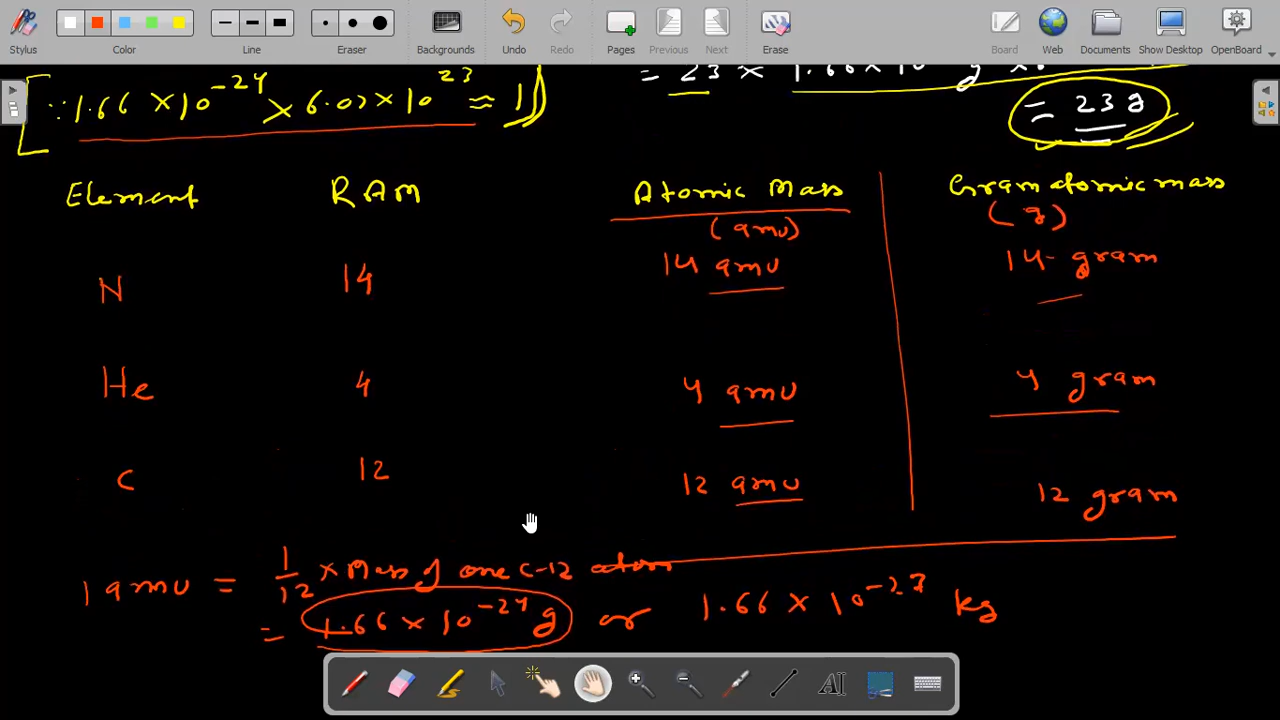 Stylus Color Line Eraser Backgrounds Undo Redo Pages Previous Next Erase Board Web Documents Show Desktop OpenBoard
[∵ 1.66 × 10⁻²⁴ × 6.02 × 10²³ ≈ 1]
= 23 × 1.66 × 10 g × 6
= 23 g
Element RAM Atomic Mass Gram atomic mass
(amu) (g)
N 14 14 amu 14 gram
He 4 4 amu 4 gram
C 12 12 amu 12 gram
1 amu = 1/12 × Mass of one C-12 atom
= 1.66 × 10⁻²⁴ g or 1.66 × 10⁻²³ kg